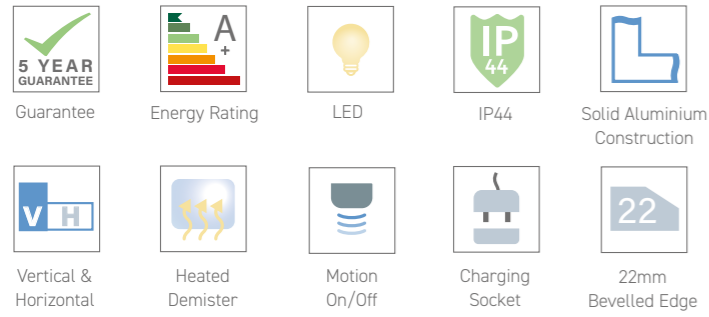 5 YEAR
GUARANTEE
Guarantee
A
+
Energy Rating
LED
IP
44
IP44
Solid Aluminium
Construction
V H
Vertical &
Horizontal
Heated
Demister
Motion
On/Off
Charging
Socket
22
22mm
Bevelled Edge